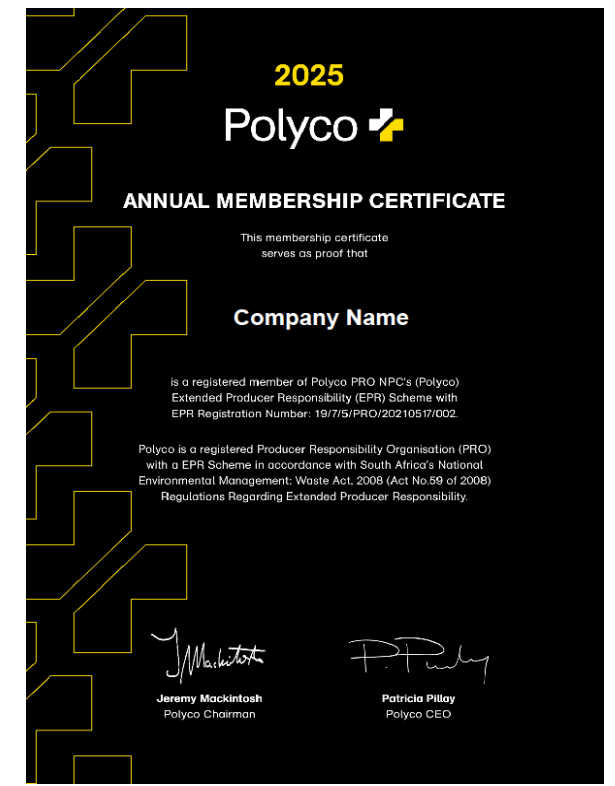 2025
Polyco
ANNUAL MEMBERSHIP CERTIFICATE
This membership certificate
serves as proof that
Company Name
is a registered member of Polyco PRO NPC's (Polyco)
Extended Producer Responsibility (EPR) Scheme with
EPR Registration Number: 19/7/5/PRO/20210517/002.
Polyco is a registered Producer Responsibility Organisation (PRO)
with a EPR Scheme in accordance with South Africa's National
Environmental Management: Waste Act, 2008 (Act No.59 of 2008)
Regulations Regarding Extended Producer Responsibility.
J Mackintosh
P. Pillay
Jeremy Mackintosh
Patricia Pillay
Polyco Chairman
Polyco CEO